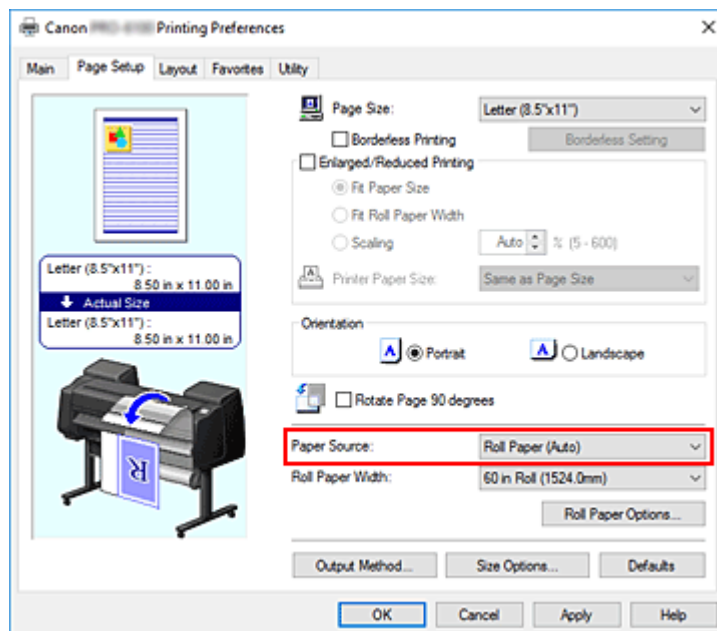 Canon Printing Preferences
Main Page Setup Layout Favorites Utility
Page Size: Letter (8.5"x11")
Borderless Printing Borderless Setting
Enlarged/Reduced Printing
Fit Paper Size
Fit Roll Paper Width
Scaling Auto % (5 - 600)
Printer Paper Size: Same as Page Size
Letter (8.5"x11") :
8.50 in x 11.00 in
Actual Size
Letter (8.5"x11") :
8.50 in x 11.00 in
Orientation
A Portrait A Landscape
Rotate Page 90 degrees
Paper Source: Roll Paper (Auto)
Roll Paper Width: 60 in Roll (1524.0mm)
R
Roll Paper Options...
Output Method... Size Options... Defaults
OK Cancel Apply Help